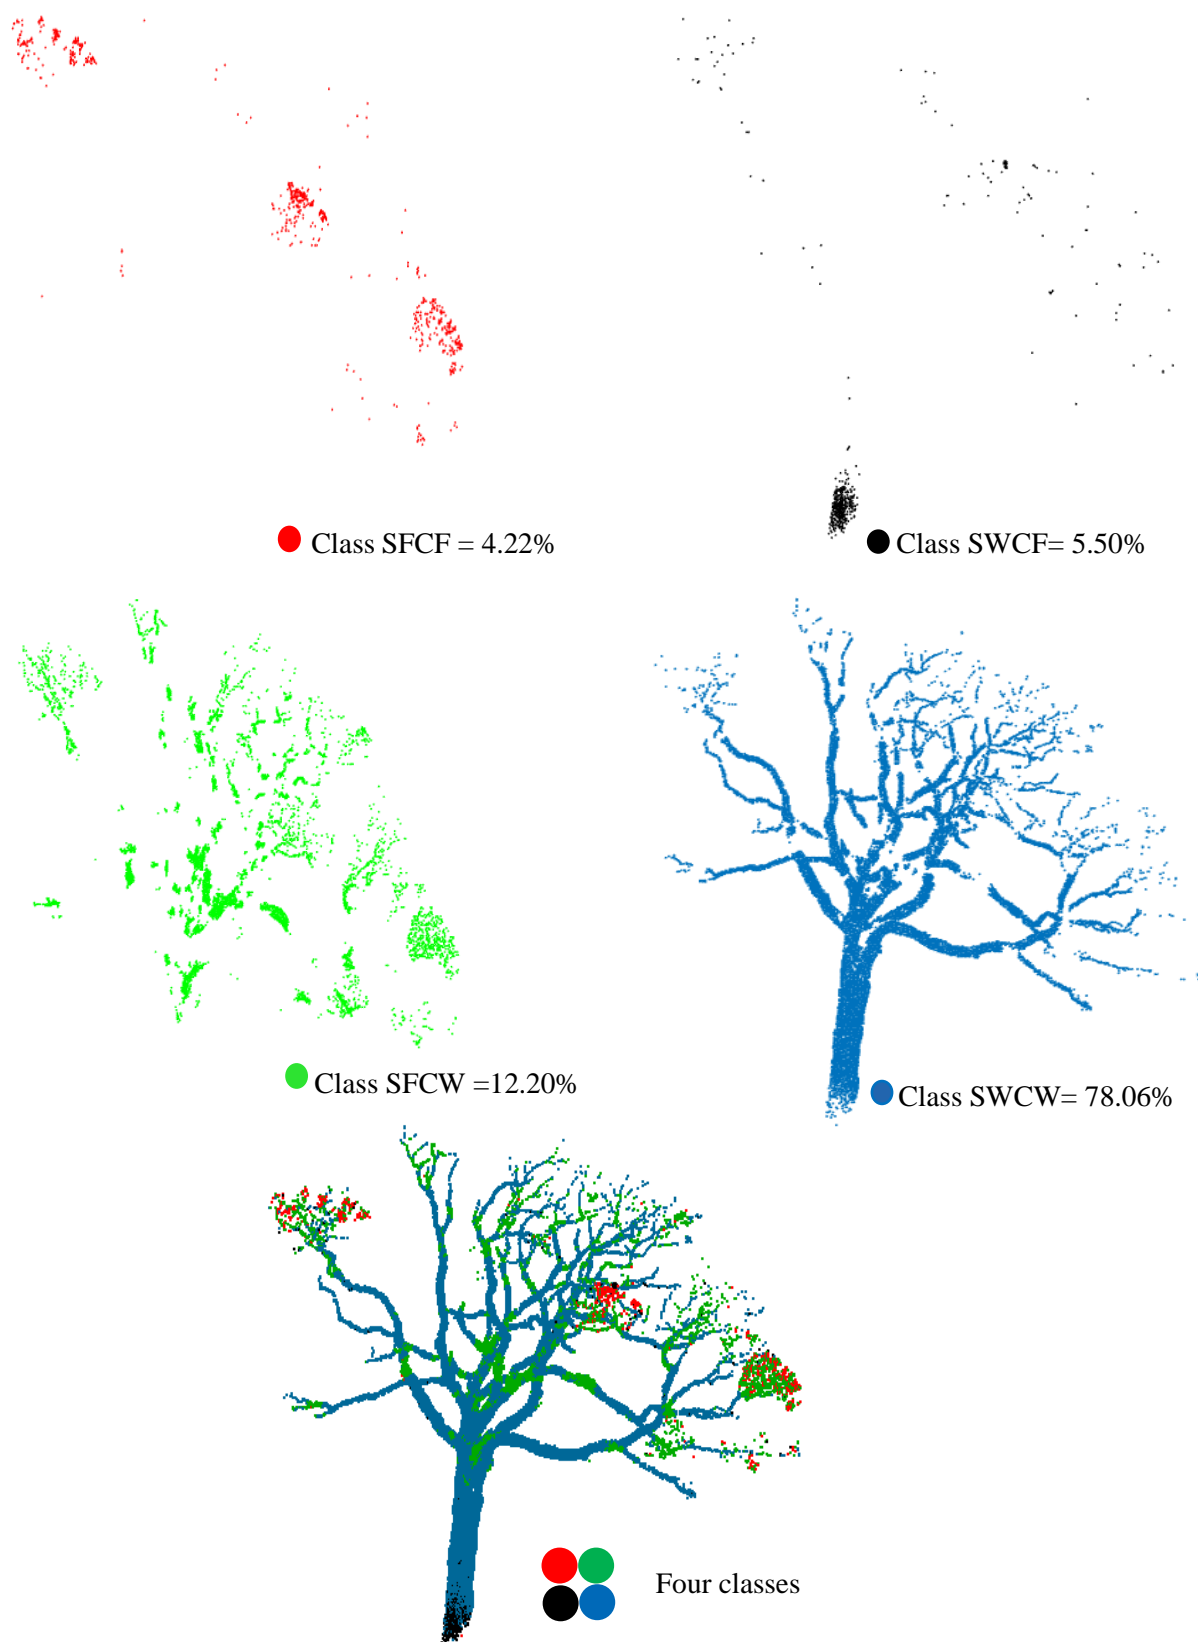 Class SFCF = 4.22%
Class SWCF= 5.50%
Class SFCW =12.20%
Class SWCW= 78.06%
Four classes